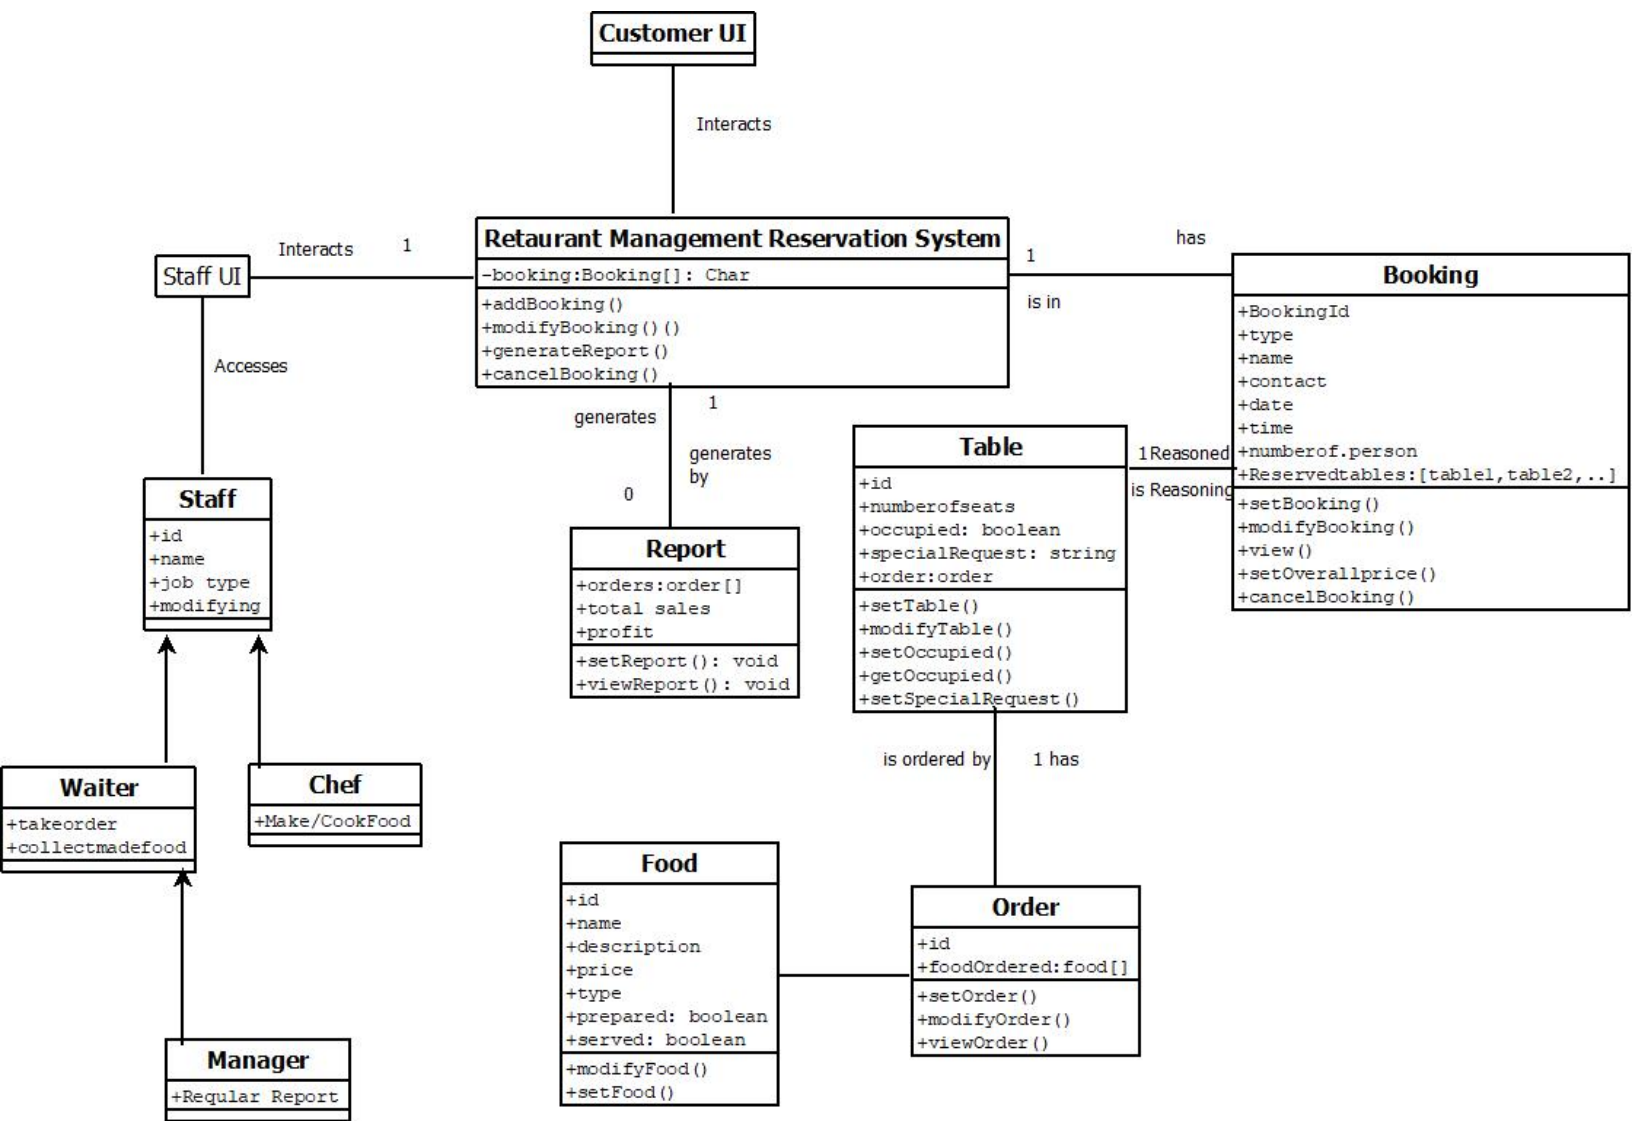 Customer UI
Interacts
Retaurant Management Reservation System
-booking:Booking[]: Char
+addBooking()
+modifyBooking()()
+generateReport()
+cancelBooking()
Interacts
1
Staff UI
Accesses
1
has
is in
Booking
+BookingId
+type
+name
+contact
+date
+time
+numberof.person
+Reservedtables:[table1,table2,..]
+setBooking()
+modifyBooking()
+view()
+setOverallprice()
+cancelBooking()
generates
1
generates
by
0
Table
+id
+numberofseats
+occupied: boolean
+specialRequest: string
+order:order
+setTable()
+modifyTable()
+setOccupied()
+getOccupied()
+setSpecialRequest()
1Reasoned
is Reasoning
Staff
+id
+name
+job type
+modifying
Report
+orders:order[]
+total sales
+profit
+setReport(): void
+viewReport(): void
is ordered by
1 has
Waiter
+takeorder
+collectmadefood
Chef
+Make/CookFood
Food
+id
+name
+description
+price
+type
+prepared: boolean
+served: boolean
+modifyFood()
+setFood()
Order
+id
+foodOrdered:food[]
+setOrder()
+modifyOrder()
+viewOrder()
Manager
+Reqular Report